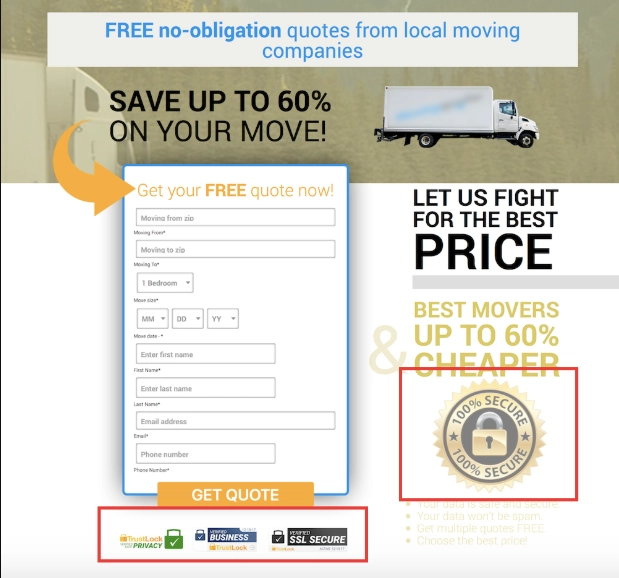 FREE no-obligation quotes from local moving
companies
SAVE UP TO 60%
ON YOUR MOVE!
Get your FREE quote now!
Moving from zip
Moving From*
Moving to zip
Moving To*
1 Bedroom
Move size*
MM DD YY
Move date - *
Enter first name
First Name*
Enter last name
Last Name*
Email address
Email*
Phone number
Phone Number*
GET QUOTE
TrustLock
PRIVACY
VERIFIED
BUSINESS
TrustLock
VERIFIED
SSL SECURE
TrustLock
LET US FIGHT
FOR THE BEST
PRICE
BEST MOVERS
& UP TO 60%
CHEAPER
100% SECURE
100% SECURE
Your data is safe and secure.
Your data won't be spam.
Get multiple quotes FREE
Choose the best price!